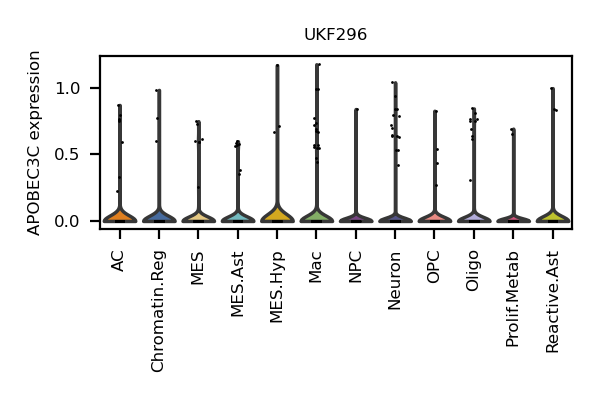 UKF296
APOBEC3C expression
1.0
0.5
0.0
AC
Chromatin.Reg
MES
MES.Ast
MES.Hyp
Mac
NPC
Neuron
OPC
Oligo
Prolif.Metab
Reactive.Ast